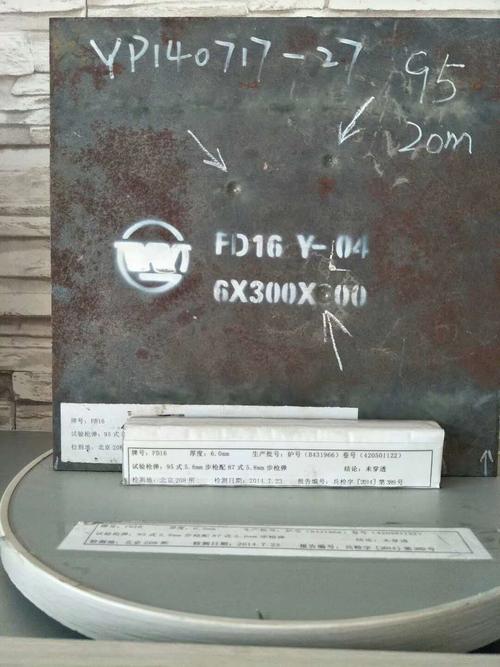 YP140717-27
95
20m
FD16 Y-04
6X300X300
牌号：FD16
试验枪弹：95式5.8mm
检测地：北京208所
牌号：FD16 厚度：6.0mm 生产批号：炉号（B431966）卷号（420501122）
试验枪弹：95式5.8mm步枪配87式5.8mm步枪弹 结论：未穿透
检测地：北京208所 检测日期：2014.7.23 报告编号：兵检字[2014]第395号